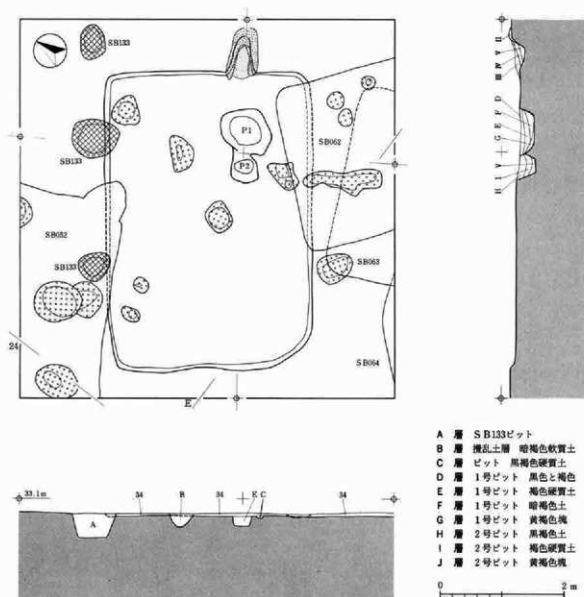 SB133
SB133
P1
P2
SB062
SB052
SB133
SB063
24
SB064
E
33.1m
34
B
34
E
C
34
A
A 層 SB133ピット
B 層 攪乱土層 暗褐色軟質土
C 層 ピット 黒褐色硬質土
D 層 1号ピット 黒色と褐色
E 層 1号ピット 褐色硬質土
F 層 1号ピット 暗褐色土
G 層 1号ピット 黄褐色塊
H 層 2号ピット 黒褐色土
I 層 2号ピット 褐色硬質土
J 層 2号ピット 黄褐色塊
0 2 m